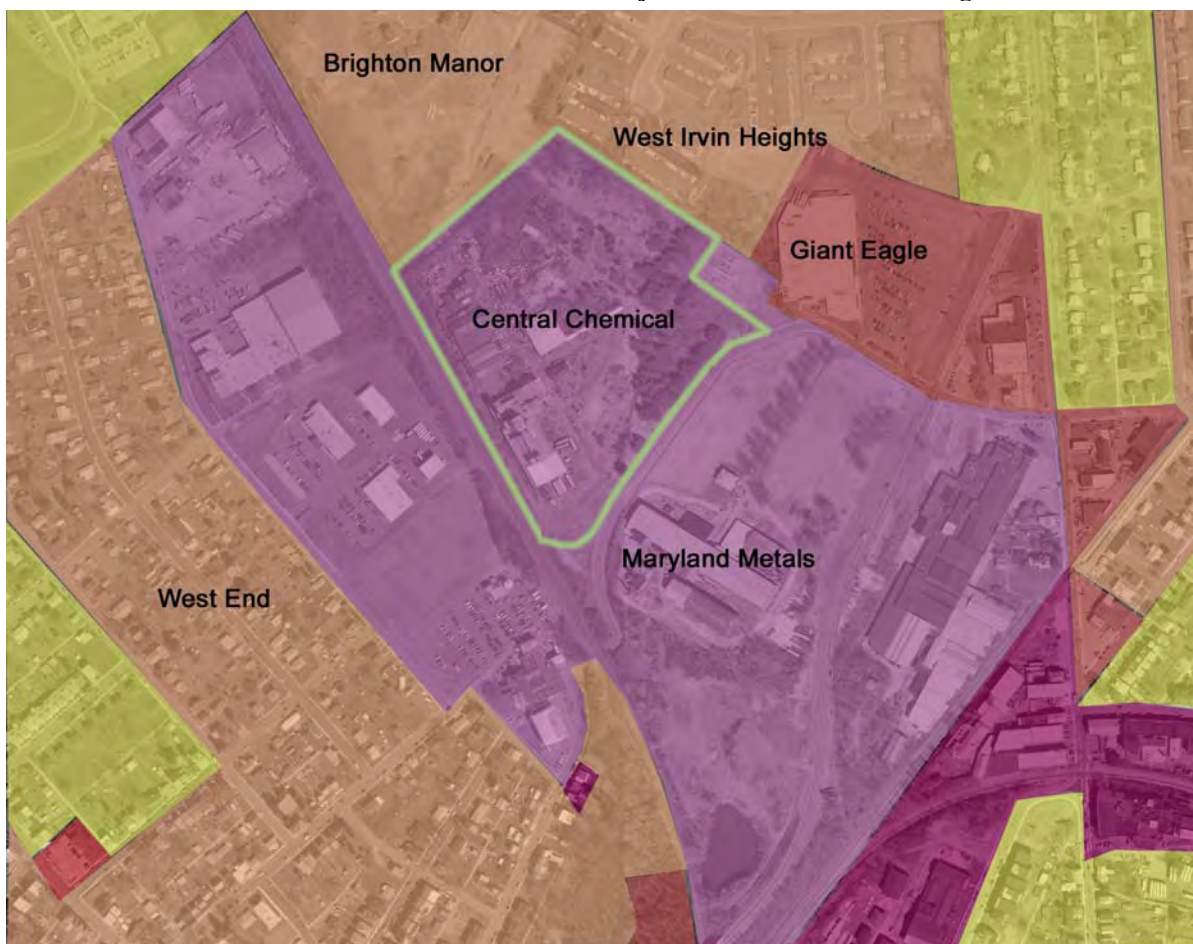 Brighton Manor
West Irvin Heights
Giant Eagle
Central Chemical
Maryland Metals
West End